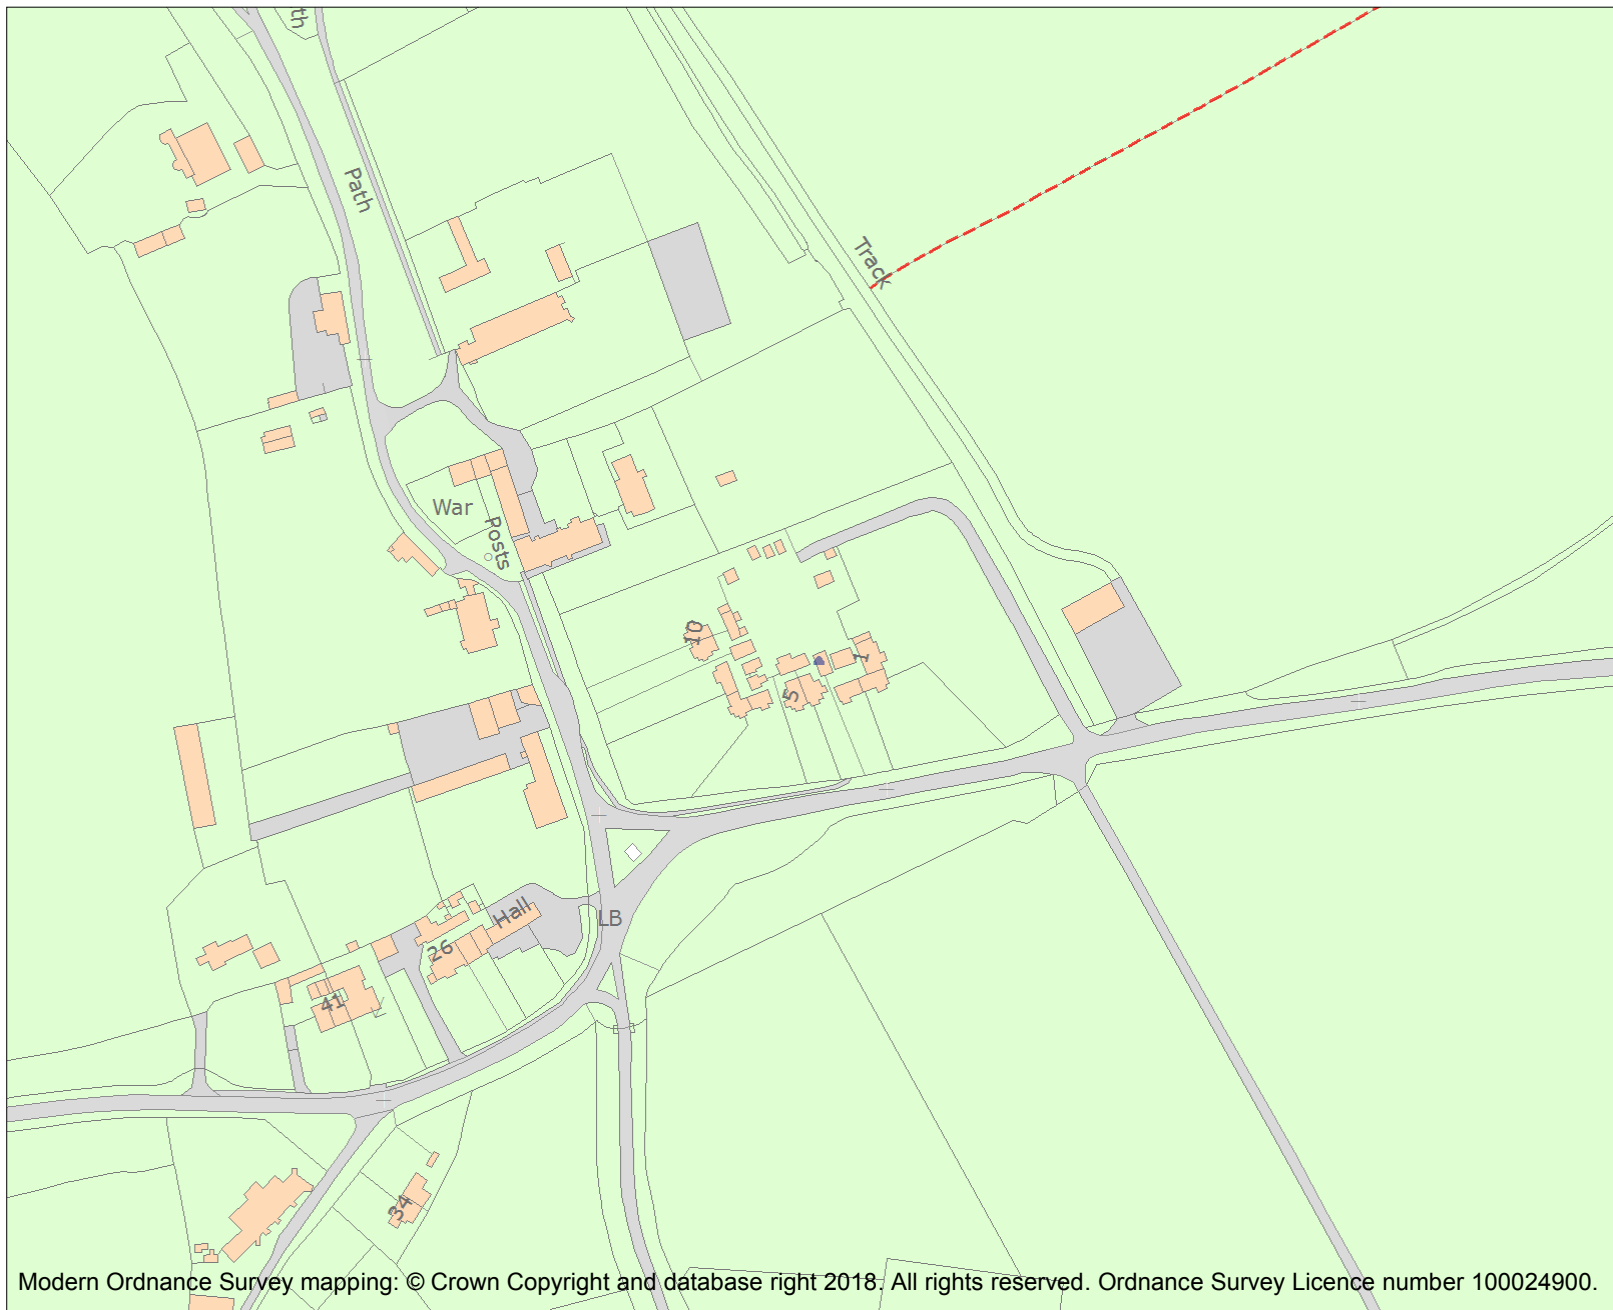 th
Path
Track
War
Posts
10
1
5
Hall
LB
26
41
34
Modern Ordnance Survey mapping: © Crown Copyright and database right 2018. All rights reserved. Ordnance Survey Licence number 100024900.